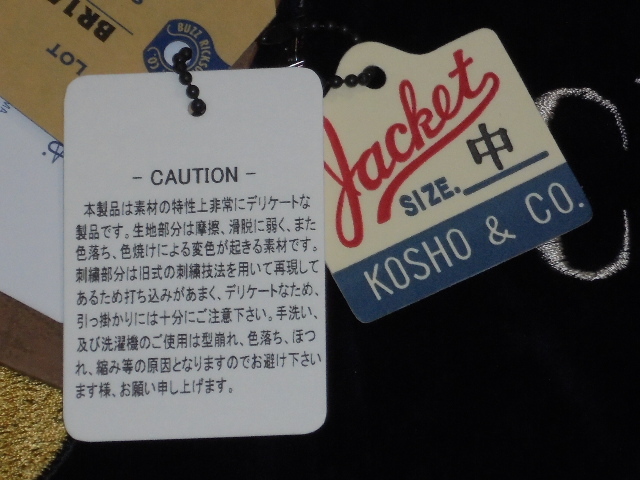 BUZZ RICKS
CO.
BR1
LOT
- CAUTION -
本製品は素材の特性上非常にデリケートな
製品です。生地部分は摩擦、滑脱に弱く、また
色落ち、色焼けによる変色が起きる素材です。
刺繍部分は旧式の刺繍技法を用いて再現して
あるため打ち込みがあまく、デリケートなため、
引っ掛かりには十分にご注意下さい。手洗い、
及び洗濯機のご使用は型崩れ、色落ち、ほつ
れ、縮み等の原因となりますのでお避け下さい
ます様、お願い申し上げます。
Jacket
SIZE. 中
KOSHO & CO.